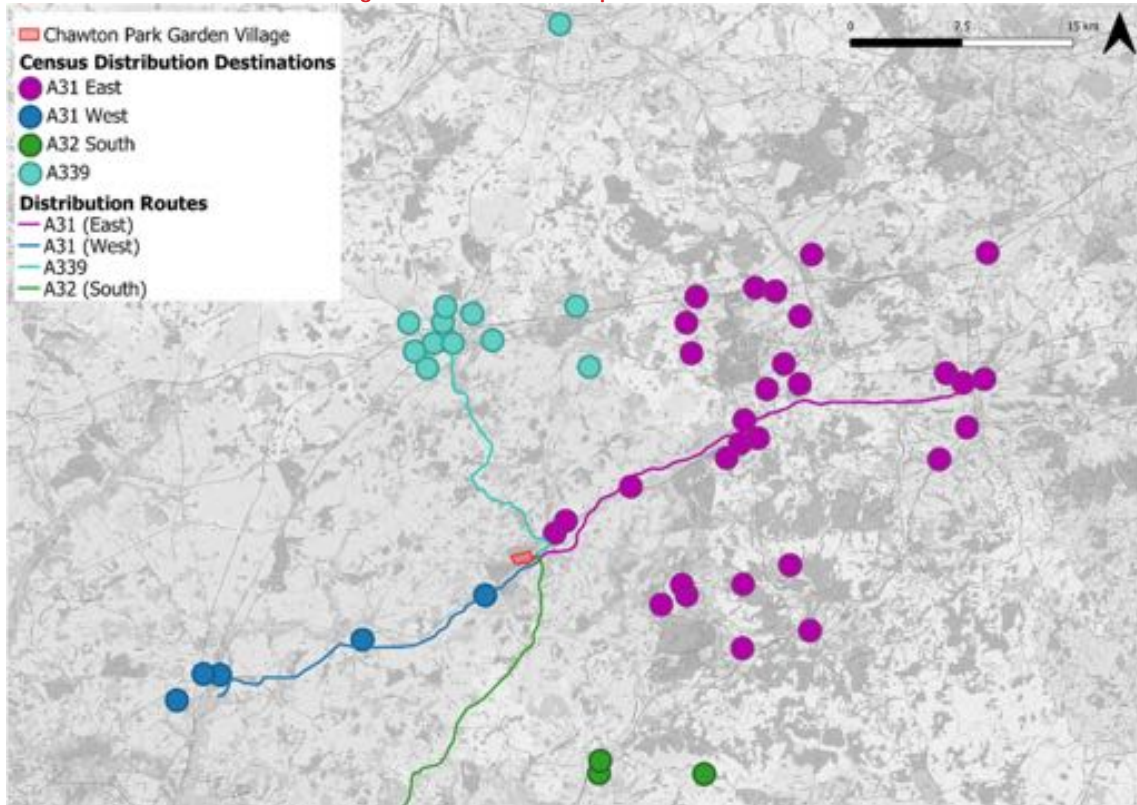 Chawton Park Garden Village
Census Distribution Destinations
A31 East
A31 West
A32 South
A339
Distribution Routes
A31 (East)
A31 (West)
A339
A32 (South)
0 7.5 15 km